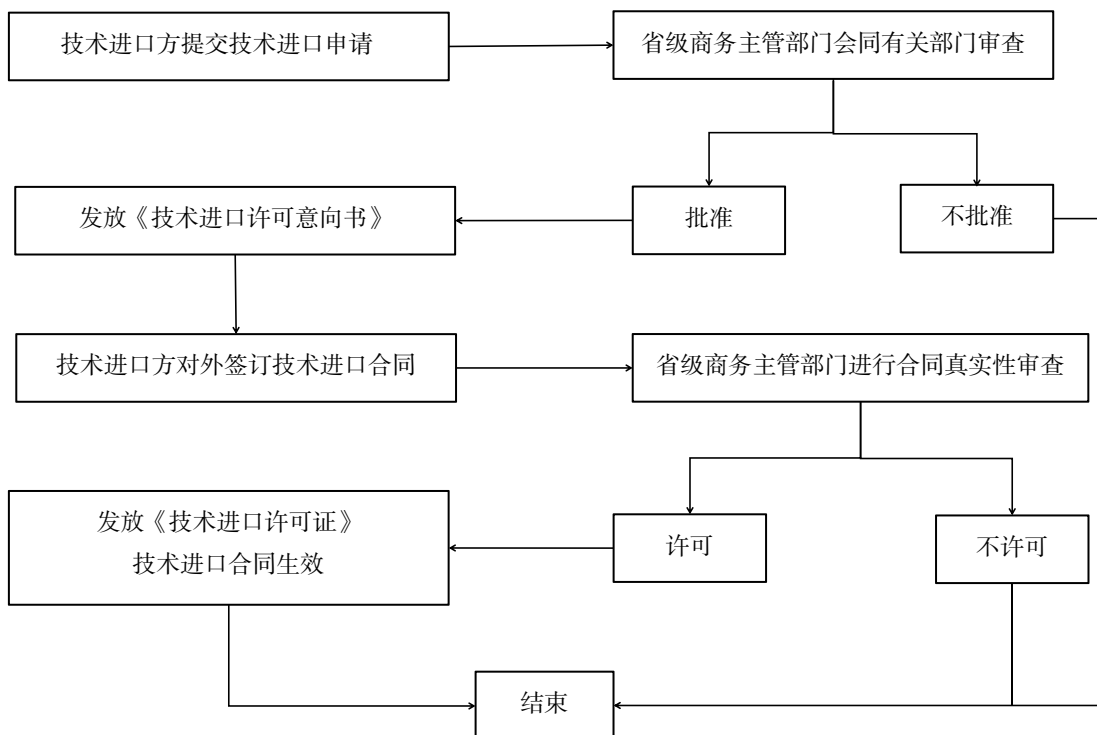 技术进口方提交技术进口申请
省级商务主管部门会同有关部门审查
批准
不批准
发放《技术进口许可意向书》
技术进口方对外签订技术进口合同
省级商务主管部门进行合同真实性审查
许可
不许可
发放《技术进口许可证》
技术进口合同生效
结束